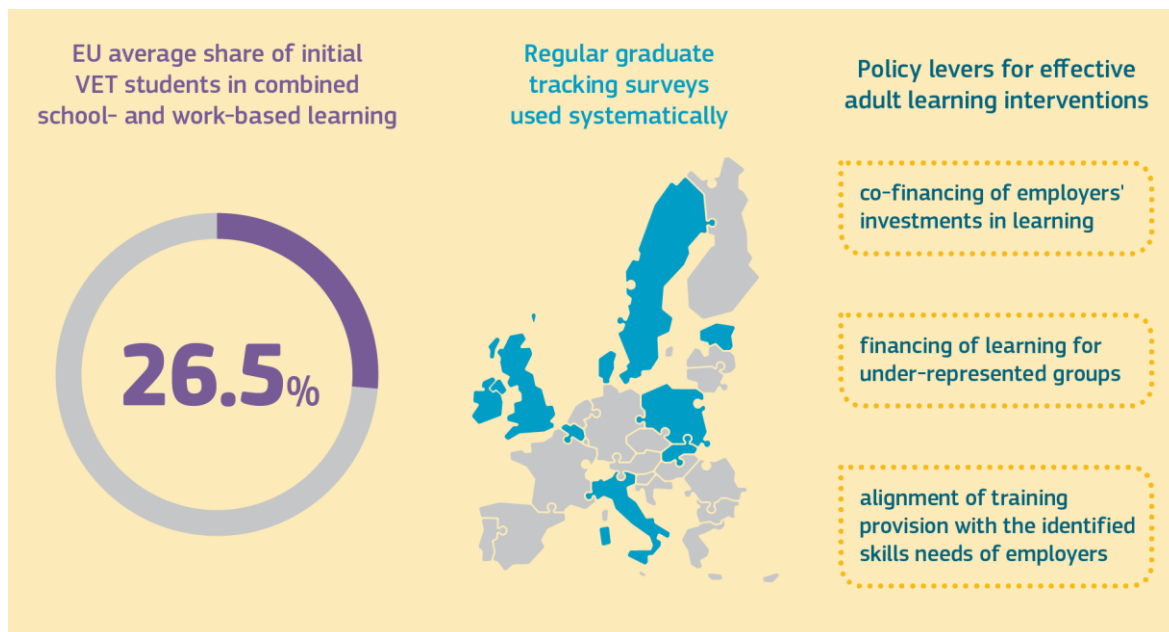 EU average share of initial
VET students in combined
school- and work-based learning
26.5%
Regular graduate
tracking surveys
used systematically
Policy levers for effective
adult learning interventions
co-financing of employers'
investments in learning
financing of learning for
under-represented groups
alignment of training
provision with the identified
skills needs of employers